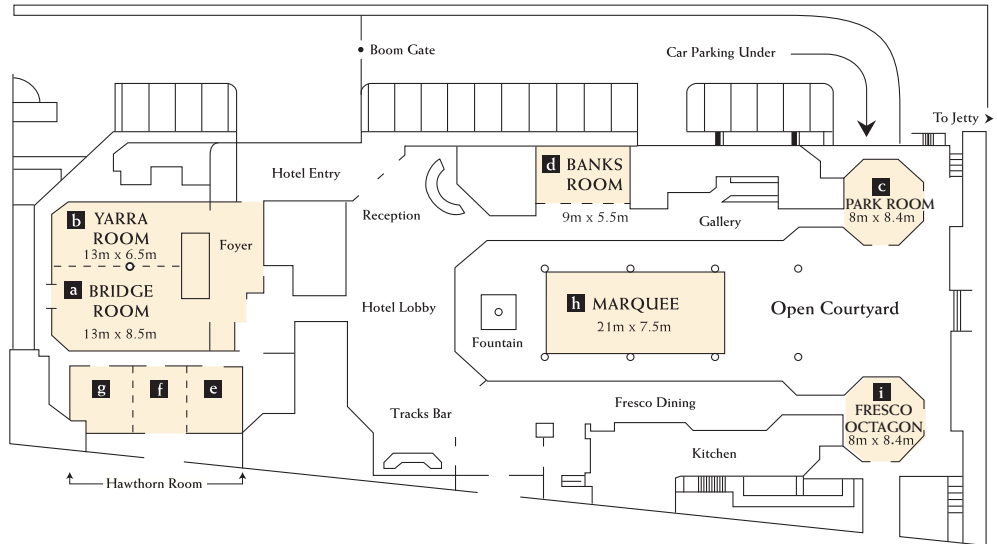 Boom Gate
Car Parking Under
To Jetty
Hotel Entry
d BANKS
ROOM
9m x 5.5m
c
PARK ROOM
8m x 8.4m
b YARRA
ROOM
13m x 6.5m
Foyer
Reception
Gallery
a BRIDGE
ROOM
13m x 8.5m
Hotel Lobby
Fountain
h MARQUEE
21m x 7.5m
Open Courtyard
g f e
Hawthorn Room
Tracks Bar
Fresco Dining
Kitchen
i
FRESCO
OCTAGON
8m x 8.4m